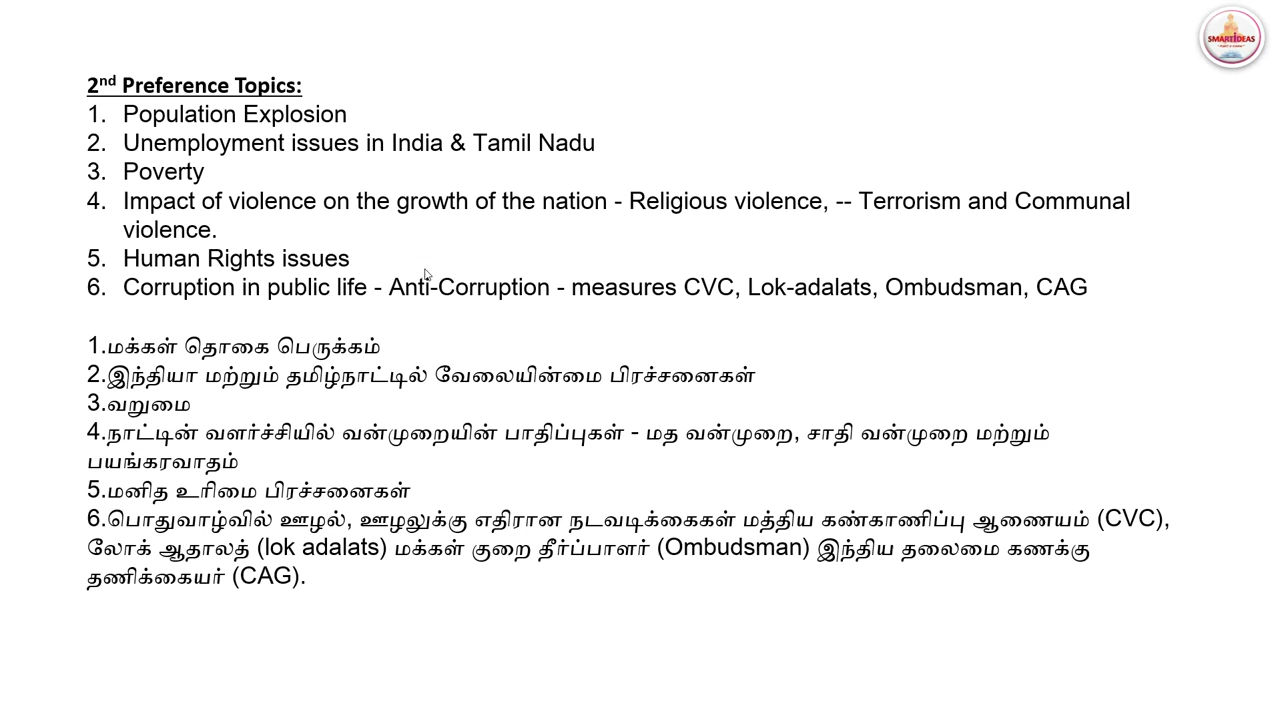 SMARTIDEAS
2nd Preference Topics:
1. Population Explosion
2. Unemployment issues in India & Tamil Nadu
3. Poverty
4. Impact of violence on the growth of the nation - Religious violence, -- Terrorism and Communal
violence.
5. Human Rights issues
6. Corruption in public life - Anti-Corruption - measures CVC, Lok-adalats, Ombudsman, CAG
1.மக்கள் தொகை பெருக்கம்
2.இந்தியா மற்றும் தமிழ்நாட்டில் வேலையின்மை பிரச்சனைகள்
3.வறுமை
4.நாட்டின் வளர்ச்சியில் வன்முறையின் பாதிப்புகள் - மத வன்முறை, சாதி வன்முறை மற்றும்
பயங்கரவாதம்
5.மனித உரிமை பிரச்சனைகள்
6.பொதுவாழ்வில் ஊழல், ஊழலுக்கு எதிரான நடவடிக்கைகள் மத்திய கண்காணிப்பு ஆணையம் (CVC),
லோக் ஆதாலத் (lok adalats) மக்கள் குறை தீர்ப்பாளர் (Ombudsman) இந்திய தலைமை கணக்கு
தணிக்கையர் (CAG).